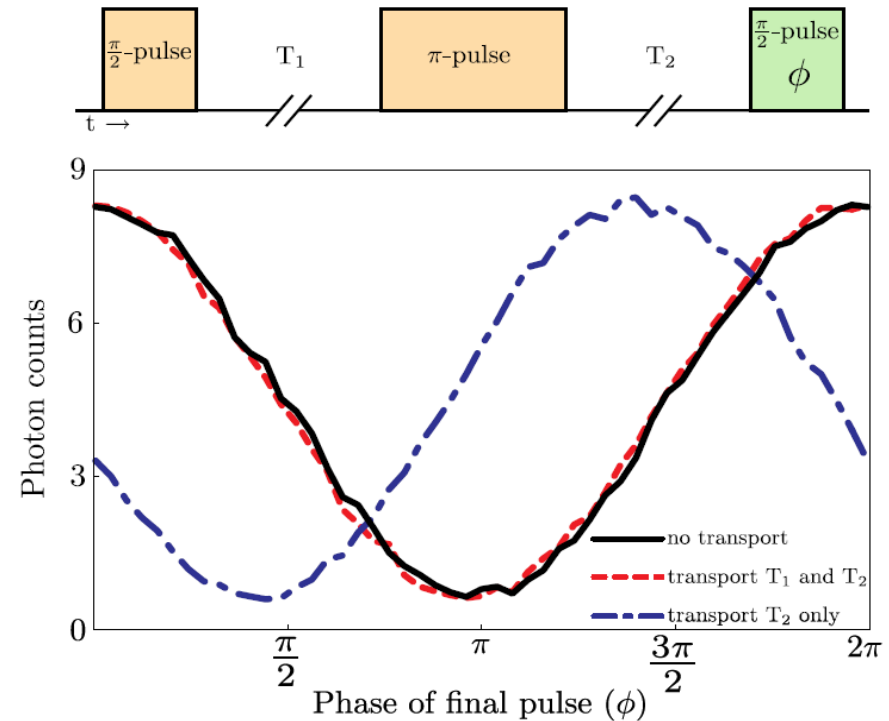 π/2-pulse
T₁
π-pulse
T₂
π/2-pulse
ϕ
t →
9
6
3
0
Photon counts
no transport
transport T₁ and T₂
transport T₂ only
π/2
π
3π/2
2π
Phase of final pulse (ϕ)